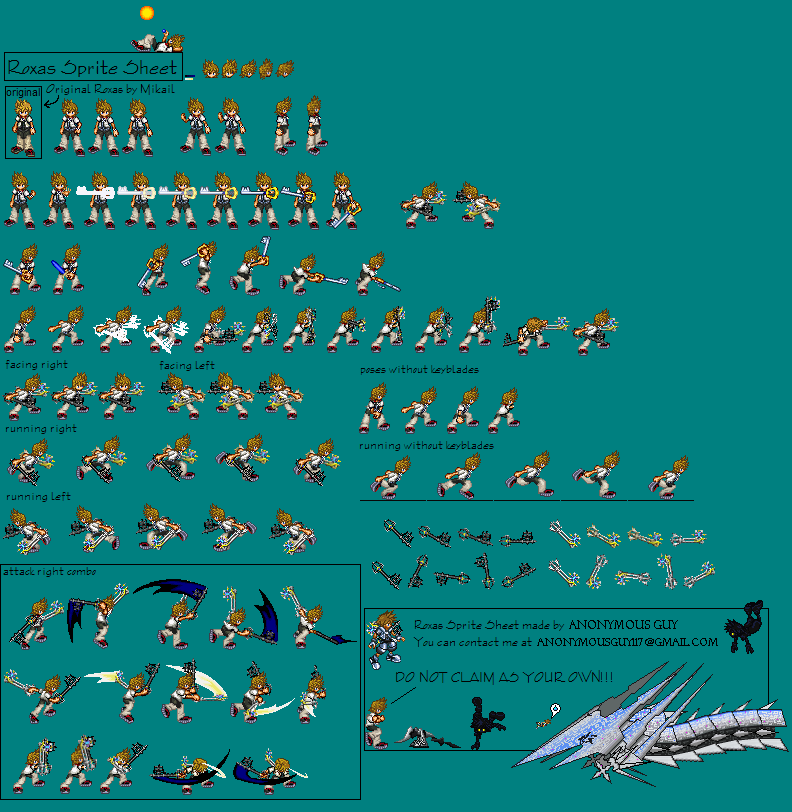 Roxas Sprite Sheet
original
Original Roxas by Mikail
facing right
facing Left
poses without keyblades
running right
running without keyblades
running Left
attack right combo
Roxas Sprite Sheet made by ANONYMOUS GUY
You can contact me at ANONYMOUSGUY117@GMAIL.COM
DO NOT CLAIM AS YOUR OWN!!!